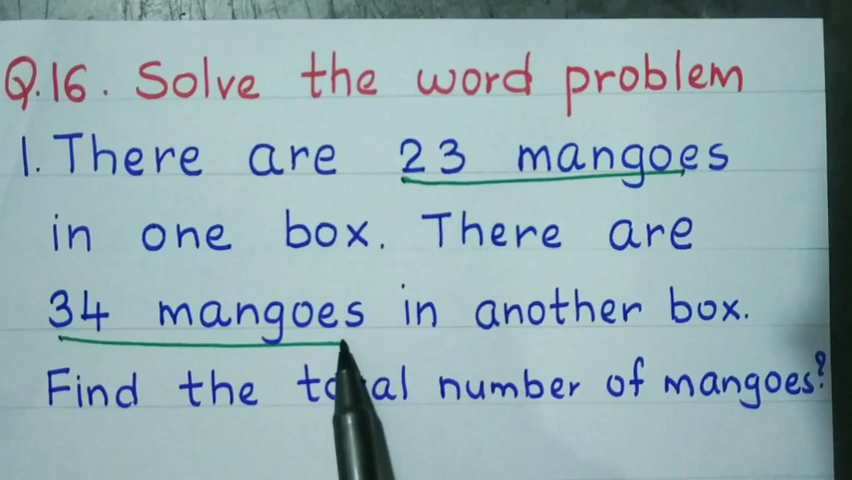 Q.16. Solve the word problem
1. There are 23 mangoes
in one box. There are
34 mangoes in another box.
Find the total number of mangoes?